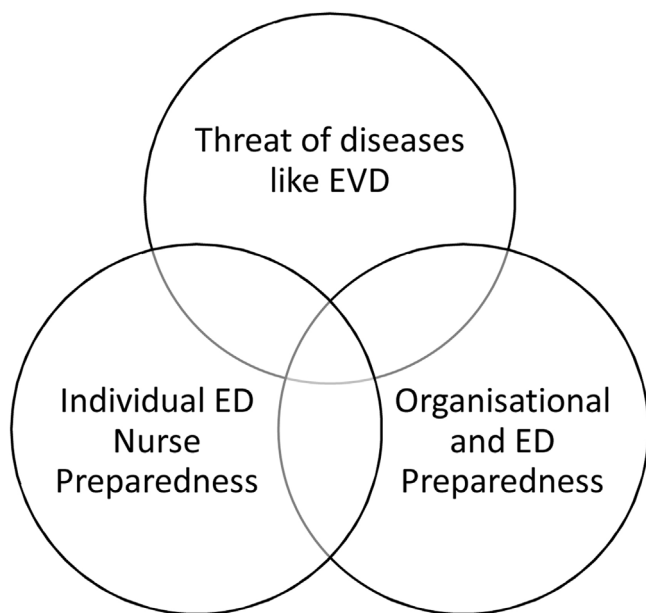 Threat of diseases
like EVD
Individual ED
Nurse
Preparedness
Organisational
and ED
Preparedness